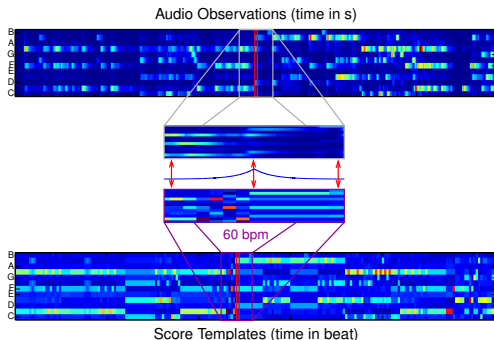 Audio Observations (time in s)
B
A
G
F
E
D
C
60 bpm
B
A
G
F
E
D
C
Score Templates (time in beat)